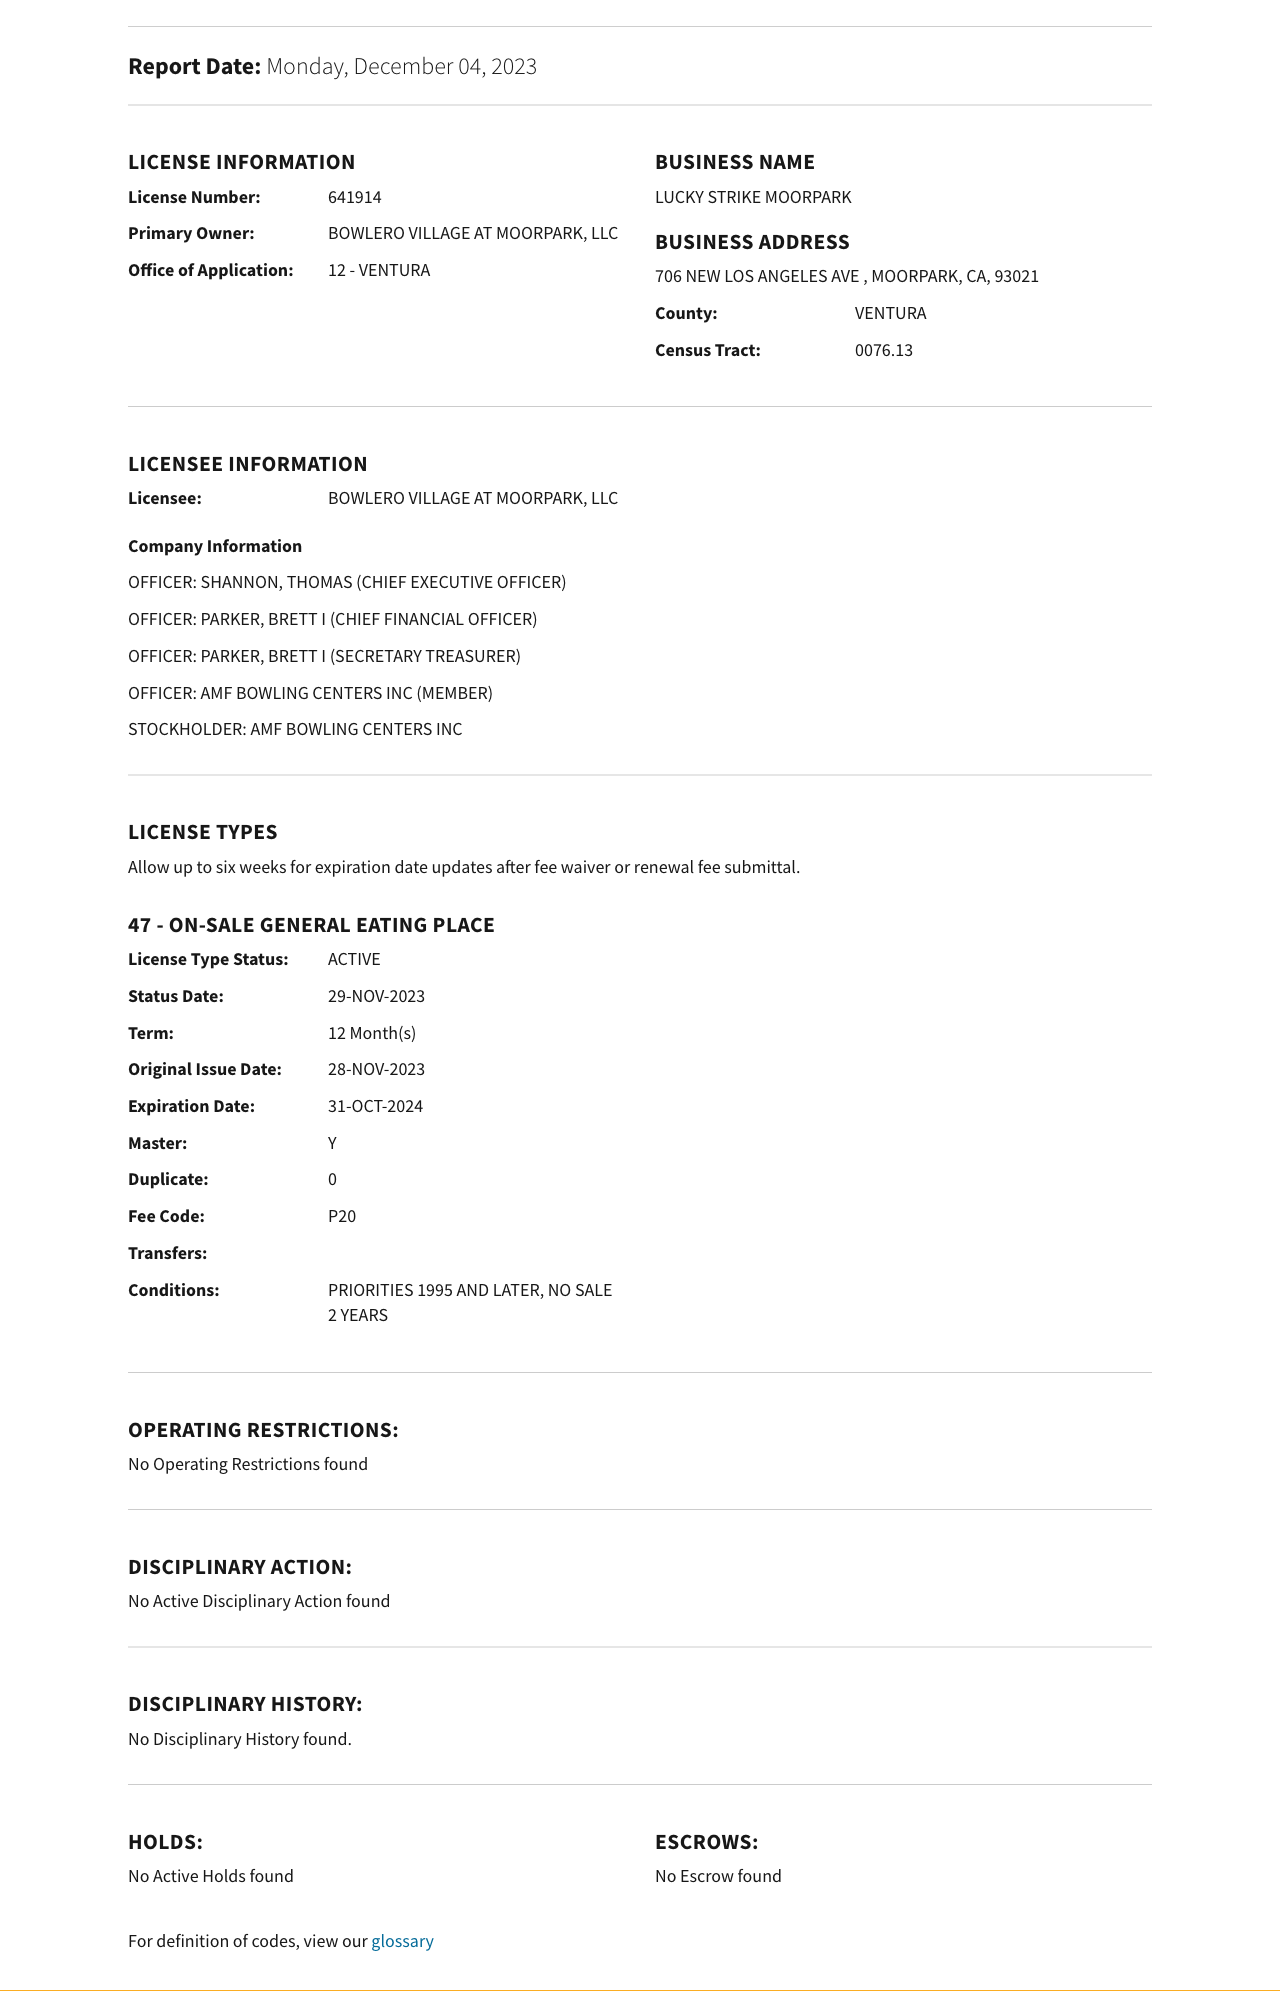 Report Date: Monday, December 04, 2023
LICENSE INFORMATION
License Number: 641914
Primary Owner: BOWLERO VILLAGE AT MOORPARK, LLC
Office of Application: 12 - VENTURA
BUSINESS NAME
LUCKY STRIKE MOORPARK
BUSINESS ADDRESS
706 NEW LOS ANGELES AVE , MOORPARK, CA, 93021
County: VENTURA
Census Tract: 0076.13
LICENSEE INFORMATION
Licensee: BOWLERO VILLAGE AT MOORPARK, LLC
Company Information
OFFICER: SHANNON, THOMAS (CHIEF EXECUTIVE OFFICER)
OFFICER: PARKER, BRETT I (CHIEF FINANCIAL OFFICER)
OFFICER: PARKER, BRETT I (SECRETARY TREASURER)
OFFICER: AMF BOWLING CENTERS INC (MEMBER)
STOCKHOLDER: AMF BOWLING CENTERS INC
LICENSE TYPES
Allow up to six weeks for expiration date updates after fee waiver or renewal fee submittal.
47 - ON-SALE GENERAL EATING PLACE
License Type Status: ACTIVE
Status Date: 29-NOV-2023
Term: 12 Month(s)
Original Issue Date: 28-NOV-2023
Expiration Date: 31-OCT-2024
Master: Y
Duplicate: 0
Fee Code: P20
Transfers:
Conditions: PRIORITIES 1995 AND LATER, NO SALE
2 YEARS
OPERATING RESTRICTIONS:
No Operating Restrictions found
DISCIPLINARY ACTION:
No Active Disciplinary Action found
DISCIPLINARY HISTORY:
No Disciplinary History found.
HOLDS:
No Active Holds found
ESCROWS:
No Escrow found
For definition of codes, view our glossary